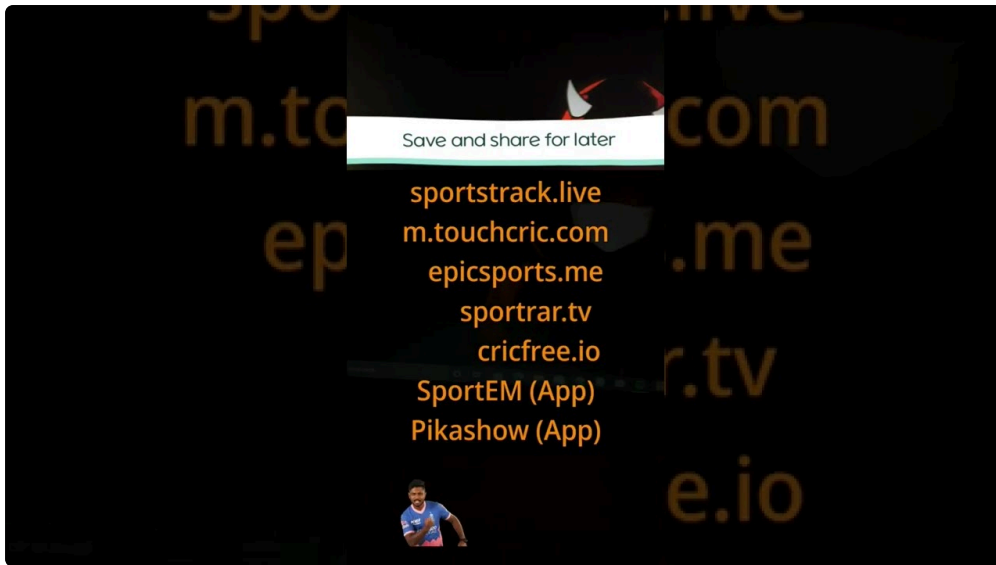 Save and share for later
sportstrack.live
m.touchcric.com
epicsports.me
sportrar.tv
cricfree.io
SportEM (App)
Pikashow (App)